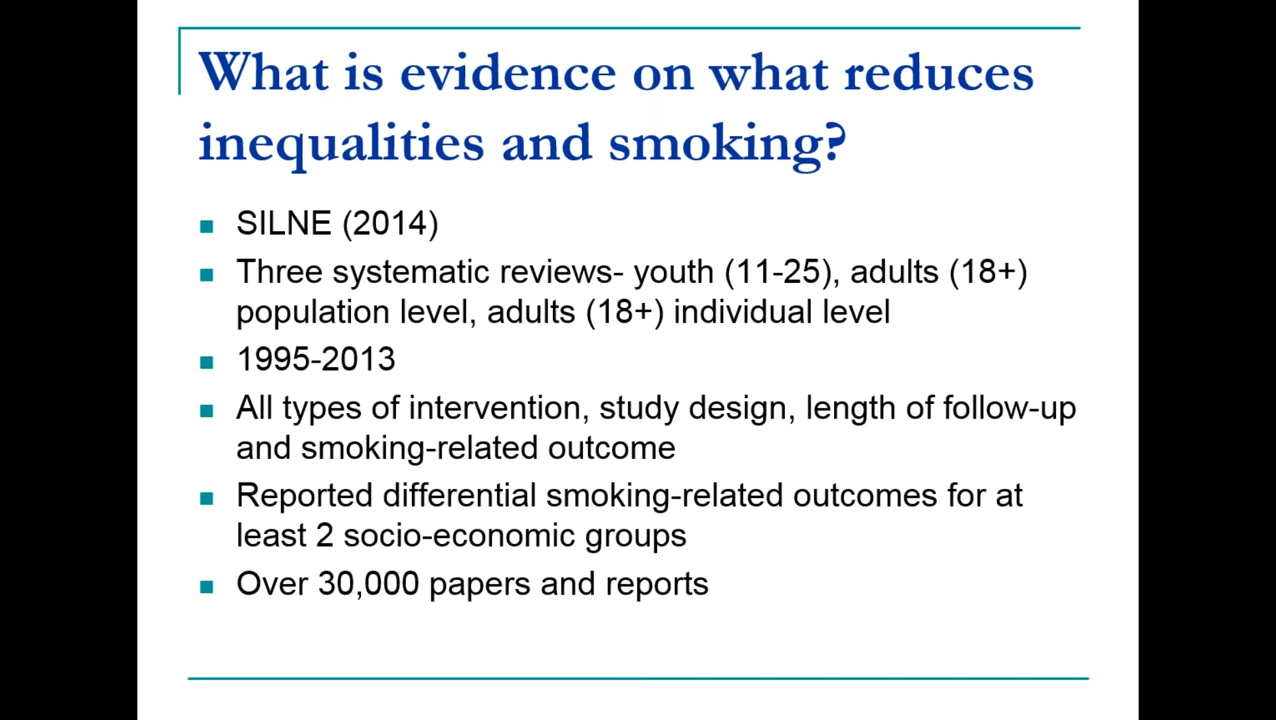 What is evidence on what reduces
inequalities and smoking?
SILNE (2014)
Three systematic reviews- youth (11-25), adults (18+)
population level, adults (18+) individual level
1995-2013
All types of intervention, study design, length of follow-up
and smoking-related outcome
Reported differential smoking-related outcomes for at
least 2 socio-economic groups
Over 30,000 papers and reports